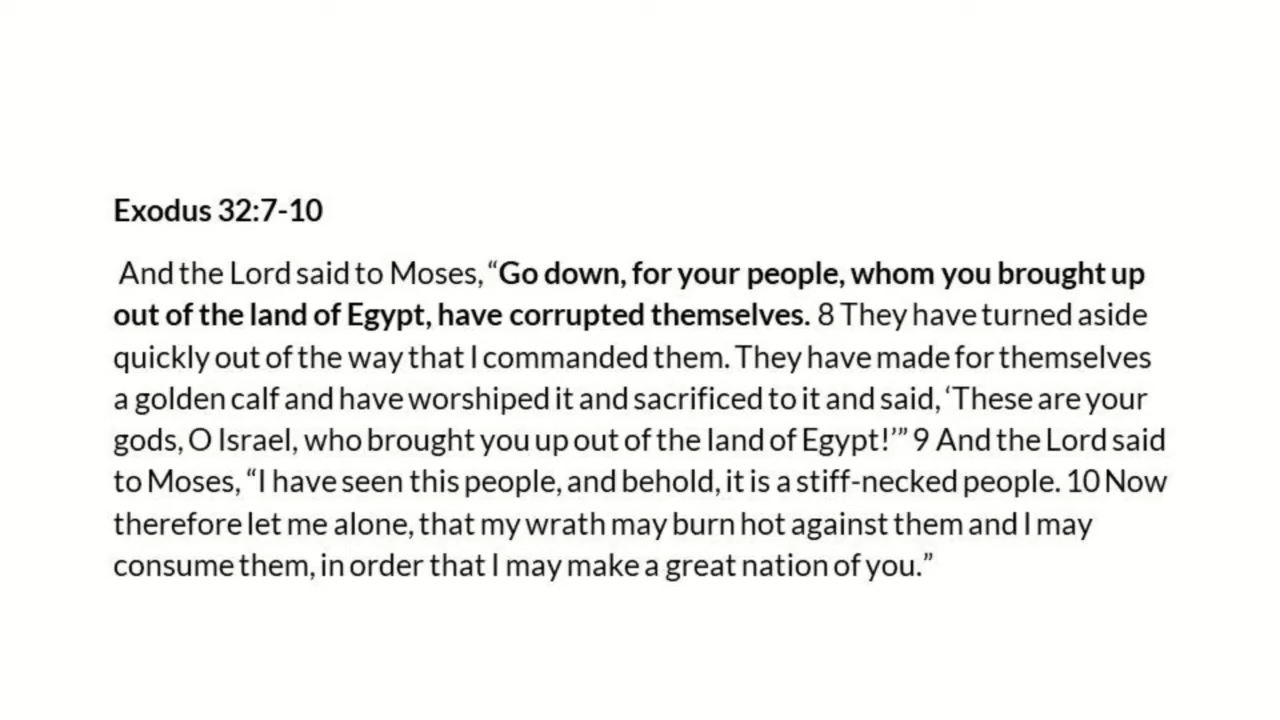 Exodus 32:7-10
And the Lord said to Moses, “Go down, for your people, whom you brought up
out of the land of Egypt, have corrupted themselves. 8 They have turned aside
quickly out of the way that I commanded them. They have made for themselves
a golden calf and have worshiped it and sacrificed to it and said, ‘These are your
gods, O Israel, who brought you up out of the land of Egypt!’” 9 And the Lord said
to Moses, “I have seen this people, and behold, it is a stiff-necked people. 10 Now
therefore let me alone, that my wrath may burn hot against them and I may
consume them, in order that I may make a great nation of you.”